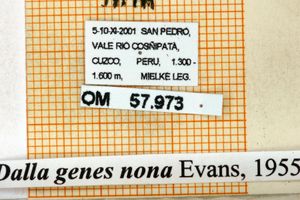 5-10-XI-2001 SAN PEDRO,
VALE RIO COSÑIPATA,
CUZCO, PERU, 1.300 -
1.600 m, MIELKE LEG.
OM 57.973
Dalla genes nona Evans, 1955